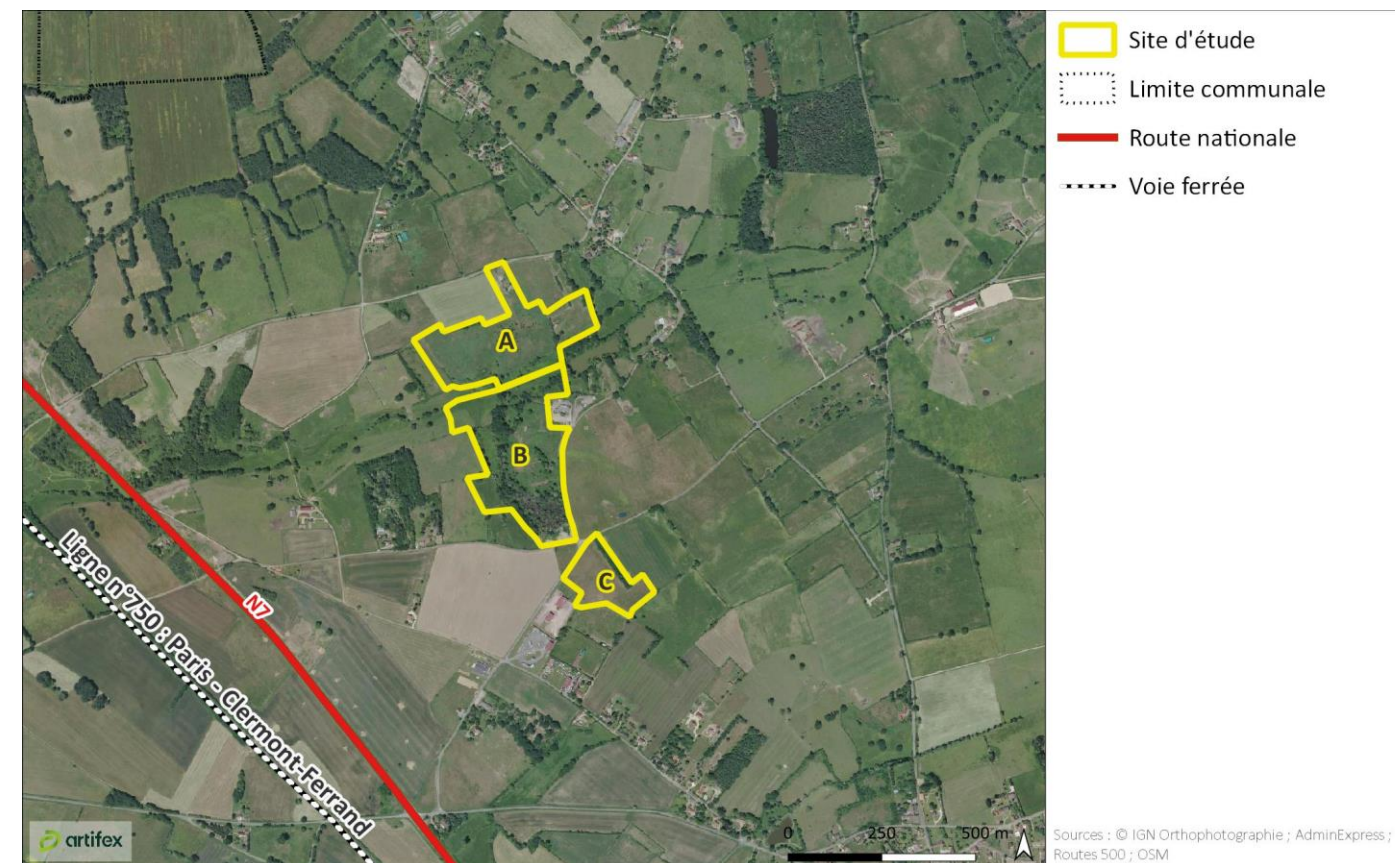 Site d'étude
Limite communale
Route nationale
Voie ferrée
A
B
C
N7
Ligne n°750 : Paris - Clermont-Ferrand
artifex
0 250 500 m
Sources : © IGN Orthophotographie ; AdminExpress ;
Routes 500 ; OSM